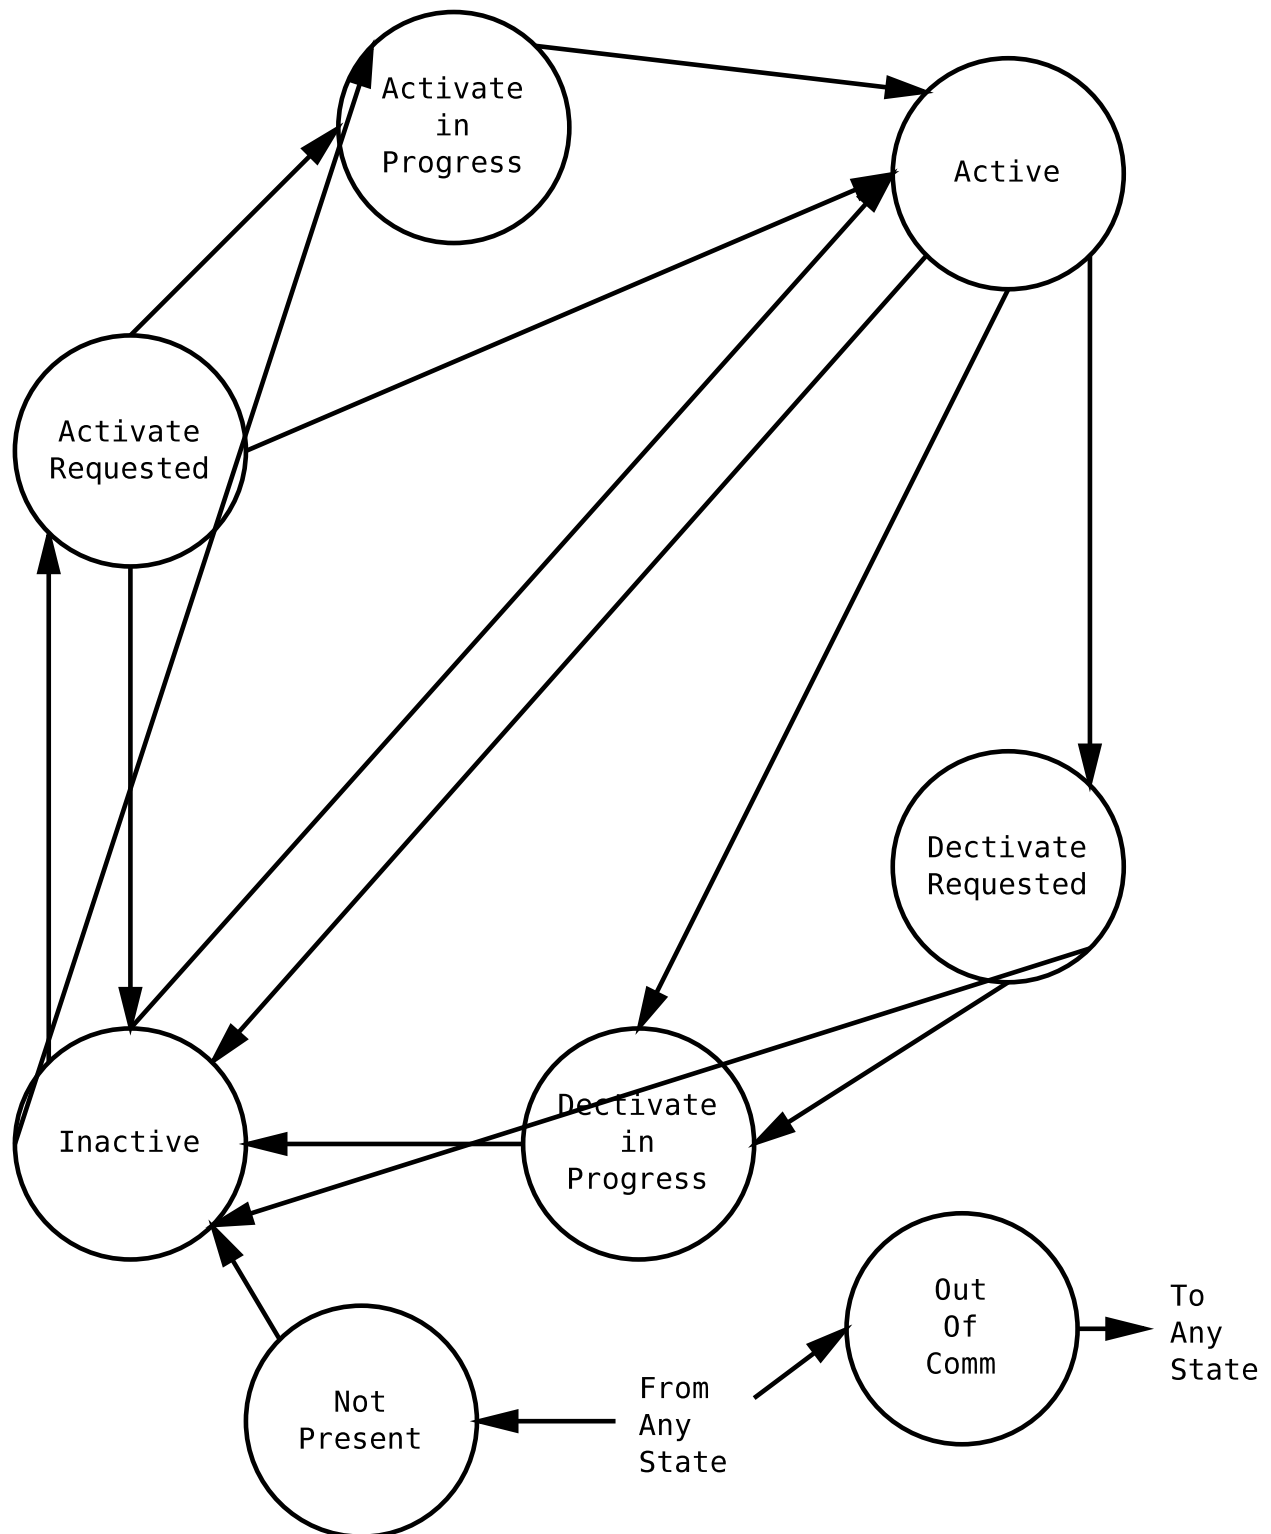 Activate
in
Progress
Active
Activate
Requested
Dectivate
Requested
Inactive
Dectivate
in
Progress
Out
Of
Comm
To
Any
State
Not
Present
From
Any
State